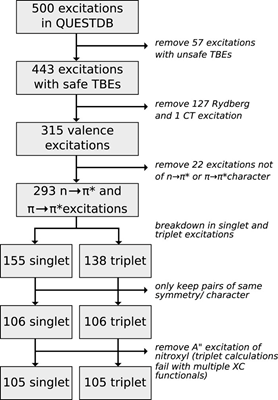 500 excitations
in QUESTDB
remove 57 excitations
with unsafe TBEs
443 excitations
with safe TBEs
remove 127 Rydberg
and 1 CT excitation
315 valence
excitations
remove 22 excitations not
of n→π* or π→π*character
293 n→π* and
π→π*excitations
breakdown in singlet and
triplet excitations
155 singlet
138 triplet
only keep pairs of same
symmetry/ character
106 singlet
106 triplet
remove A" excitation of
nitroxyl (triplet calculations
fail with multiple XC
functionals)
105 singlet
105 triplet